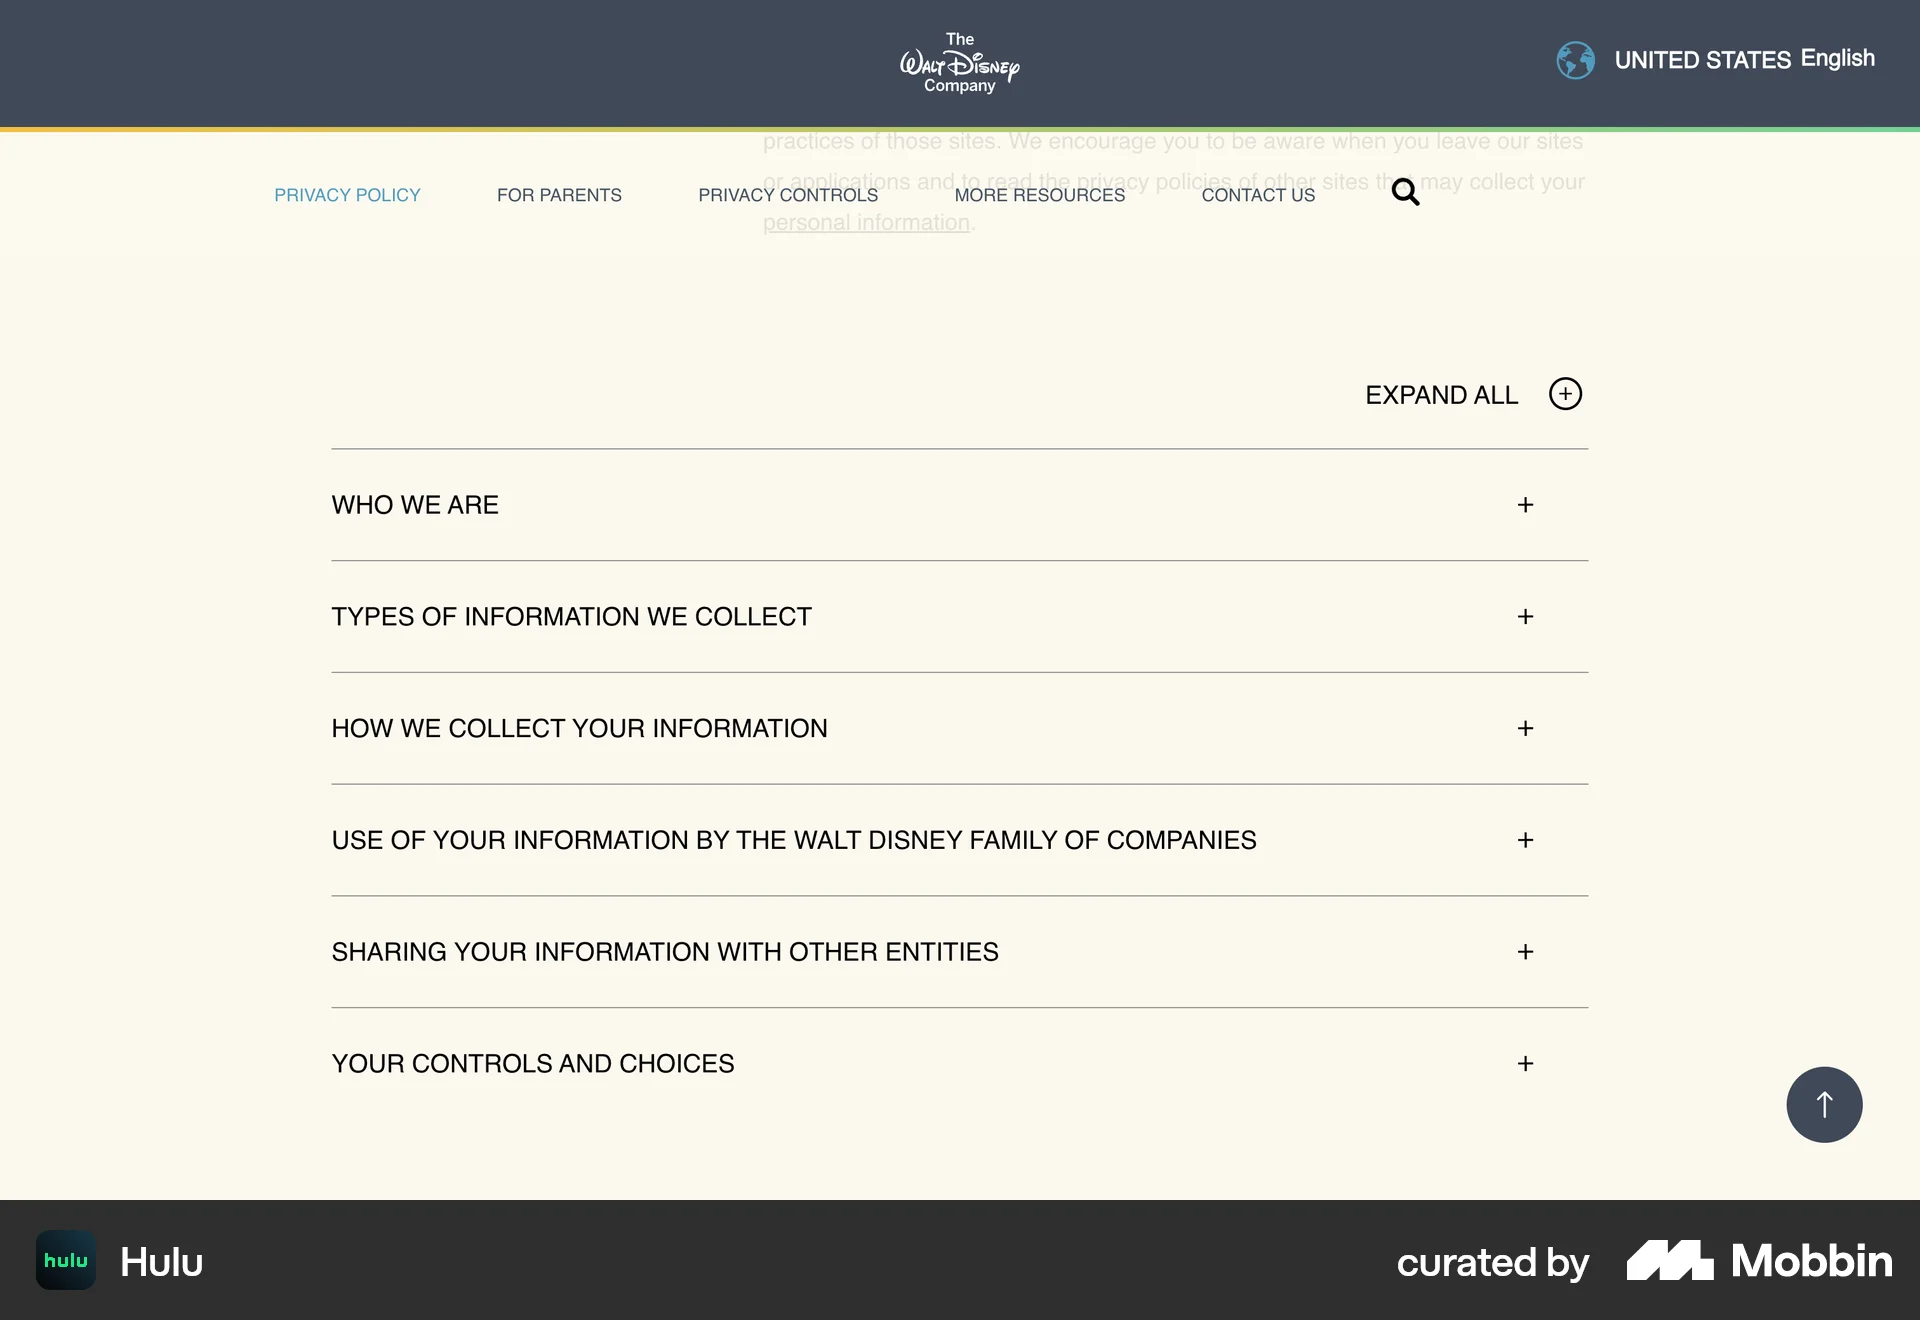 The
Walt Disney
Company
UNITED STATES English
practices of those sites. We encourage you to be aware when you leave our sites
or applications and to read the privacy policies of other sites that may collect your
personal information.
PRIVACY POLICY FOR PARENTS PRIVACY CONTROLS MORE RESOURCES CONTACT US
EXPAND ALL
WHO WE ARE
TYPES OF INFORMATION WE COLLECT
HOW WE COLLECT YOUR INFORMATION
USE OF YOUR INFORMATION BY THE WALT DISNEY FAMILY OF COMPANIES
SHARING YOUR INFORMATION WITH OTHER ENTITIES
YOUR CONTROLS AND CHOICES
hulu Hulu
curated by Mobbin